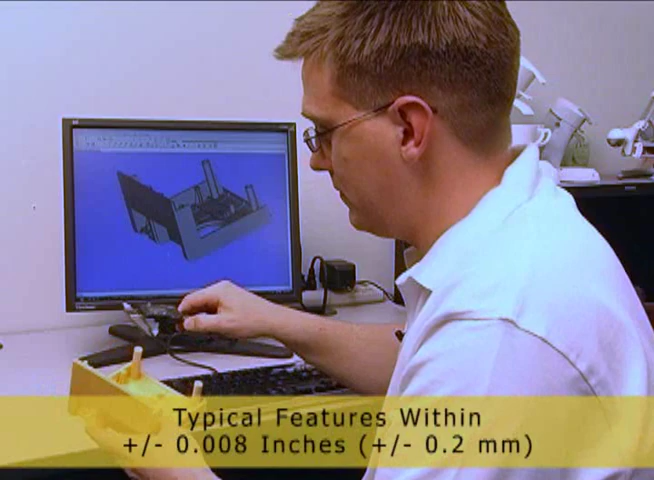 Typical Features Within
+/- 0.008 Inches (+/- 0.2 mm)